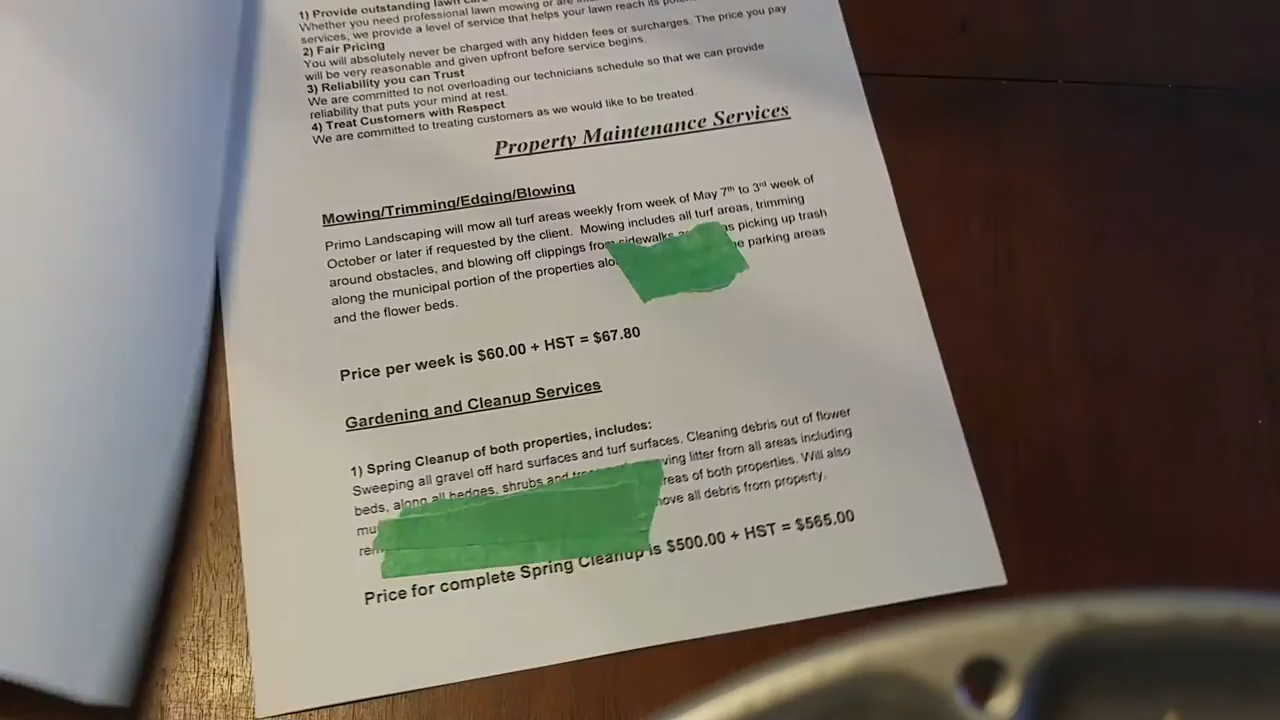 1) Provide outstanding lawn care
Whether you need professional lawn mowing or are
services, we provide a level of service that helps your lawn reach its
2) Fair Pricing
You will absolutely never be charged with any hidden fees or surcharges. The price you pay
will be very reasonable and given upfront before service begins.
3) Reliability you can Trust
We are committed to not overloading our technicians schedule so that we can provide
reliability that puts your mind at rest.
4) Treat Customers with Respect
We are committed to treating customers as we would like to be treated.
Property Maintenance Services
Mowing/Trimming/Edging/Blowing
Primo Landscaping will mow all turf areas weekly from week of May 7th to 3rd week of
October or later if requested by the client. Mowing includes all turf areas, trimming
around obstacles, and blowing off clippings from sidewalks picking up trash
along the municipal portion of the properties parking areas
and the flower beds.
Price per week is $60.00 + HST = $67.80
Gardening and Cleanup Services
1) Spring Cleanup of both properties, includes:
Sweeping all gravel off hard surfaces and turf surfaces. Cleaning debris out of flower
beds, along all hedges, shrubs and litter from all areas including
of both properties. Will also
all debris from property.
Price for complete Spring Cleanup is $500.00 + HST = $565.00